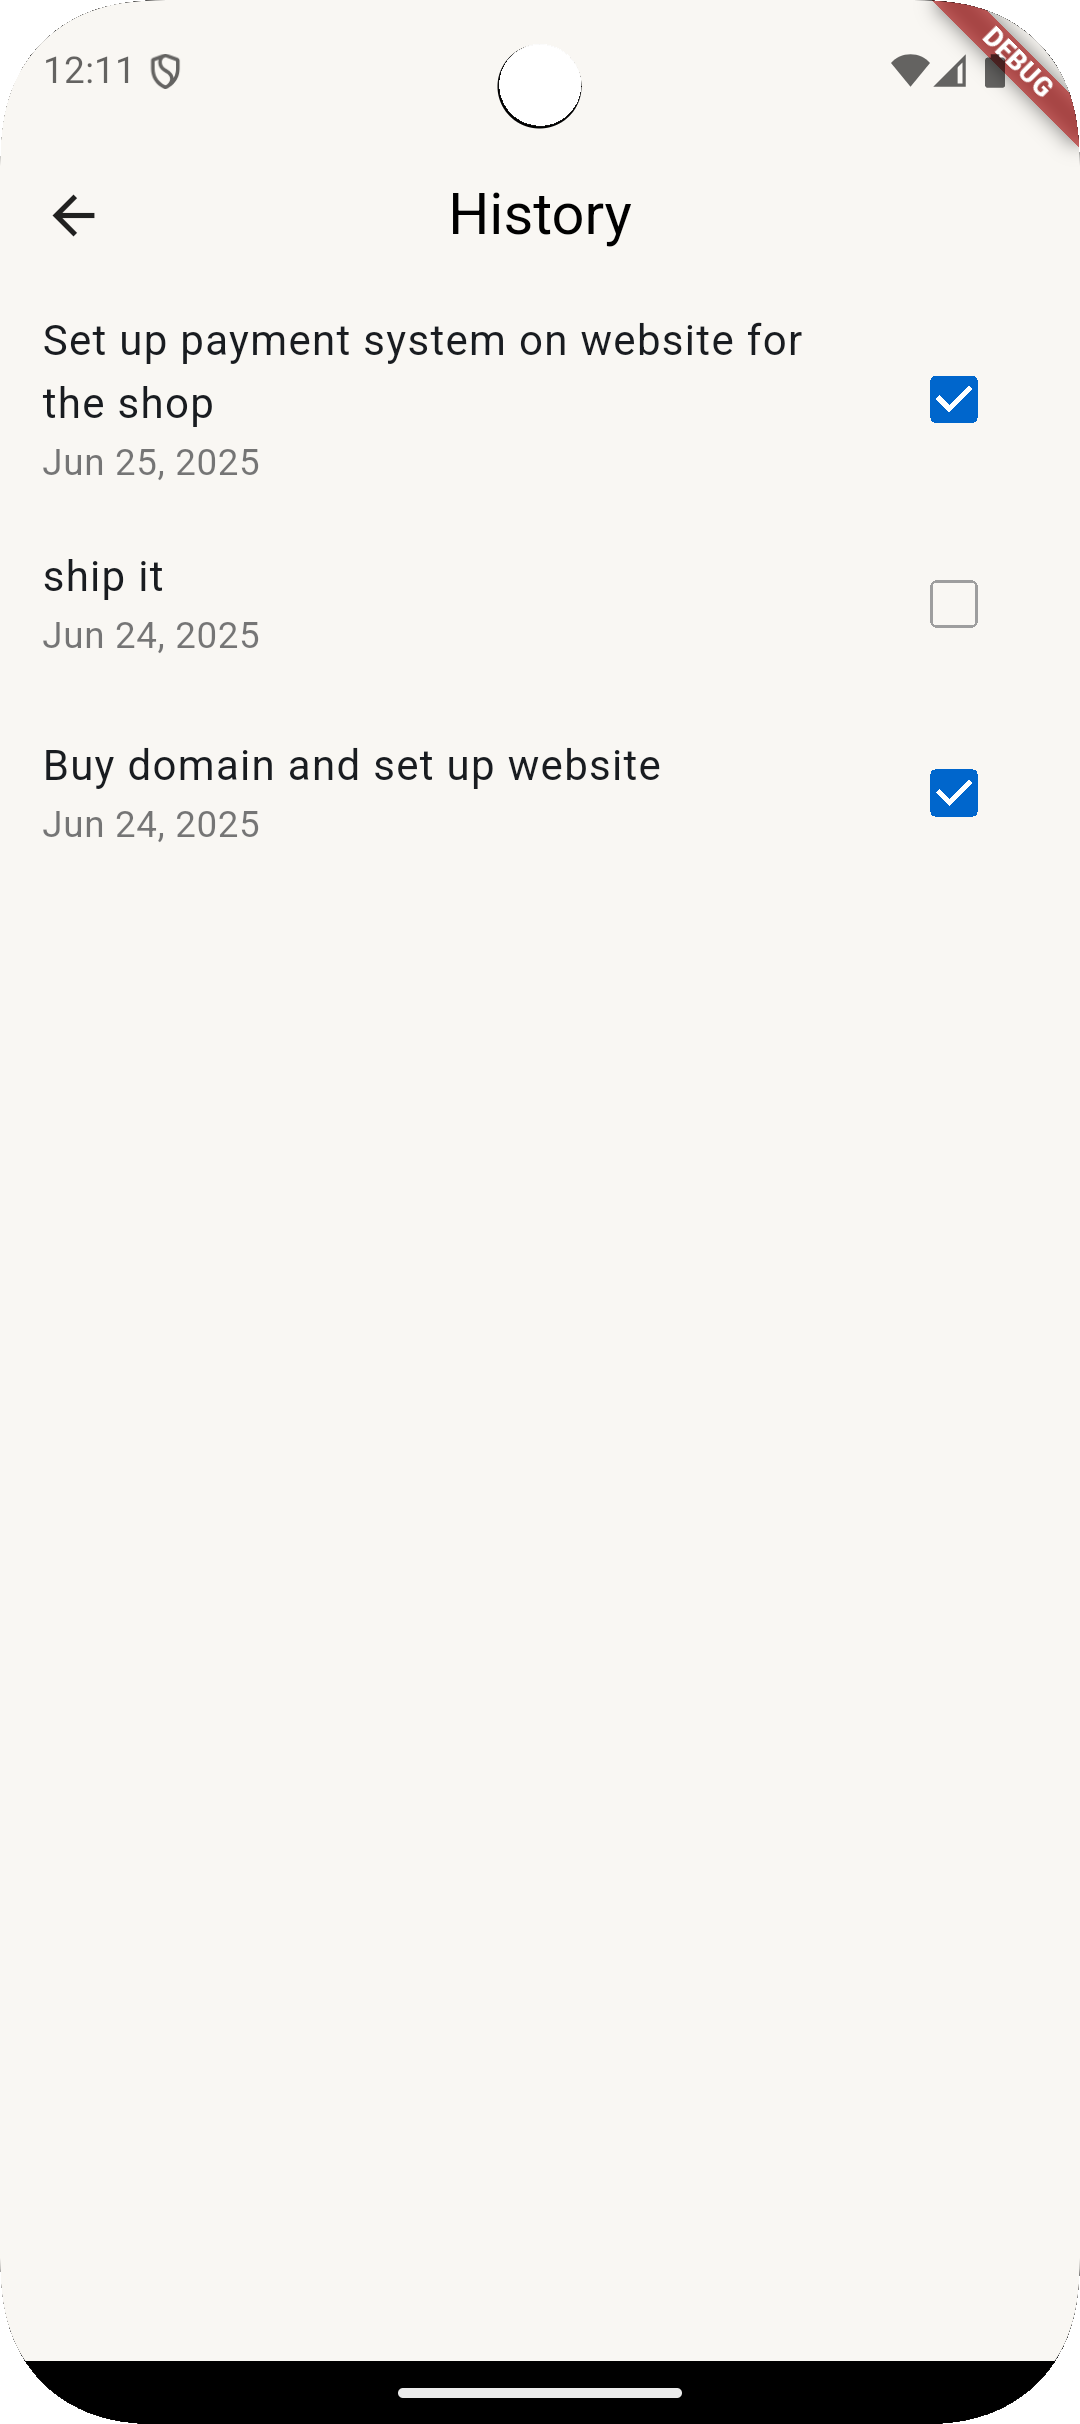 12:11
DEBUG
History
Set up payment system on website for
the shop
Jun 25, 2025
ship it
Jun 24, 2025
Buy domain and set up website
Jun 24, 2025